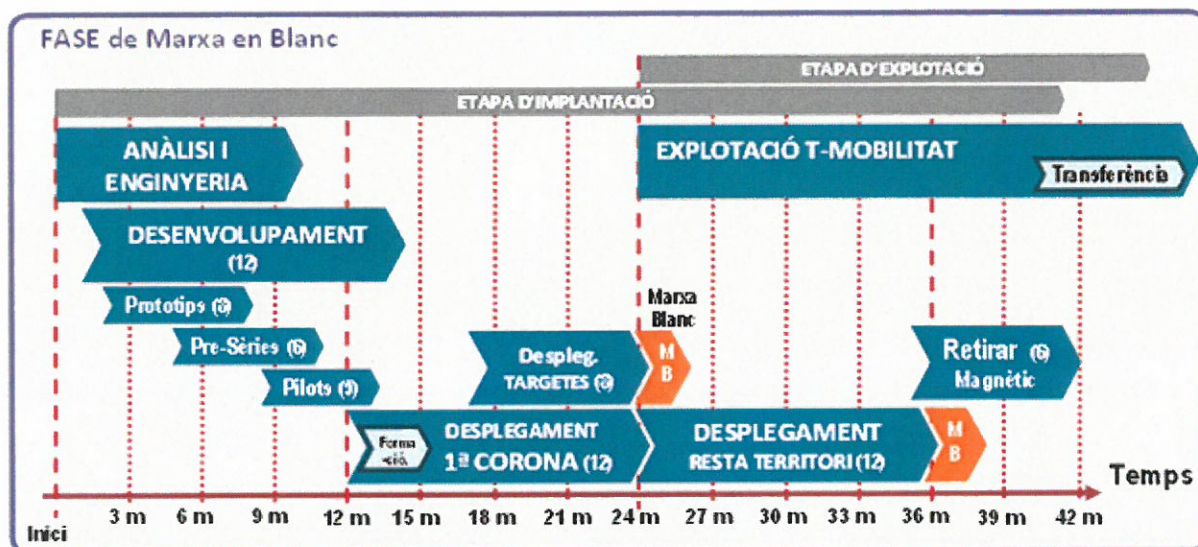 FASE de Marxa en Blanc
ETAPA D'EXPLOTACIÓ
ETAPA D'IMPLANTACIÓ
ANÀLISI I
ENGINYERIA
EXPLOTACIÓ T-MOBILITAT
Transferència
DESENVOLUPAMENT
(12)
Prototips
Pre-Sèries (6)
Pilots
Marxa
Blanc
Despleg.
TARGETES
M
B
Retirar (6)
Magnètic
Forma
ció.
DESPLEGAMENT
1ª CORONA (12)
DESPLEGAMENT
RESTA TERRITORI (12)
M
B
Temps
Inici
3 m 6 m 9 m 12 m 15 m 18 m 21 m 24 m 27 m 30 m 33 m 36 m 39 m 42 m